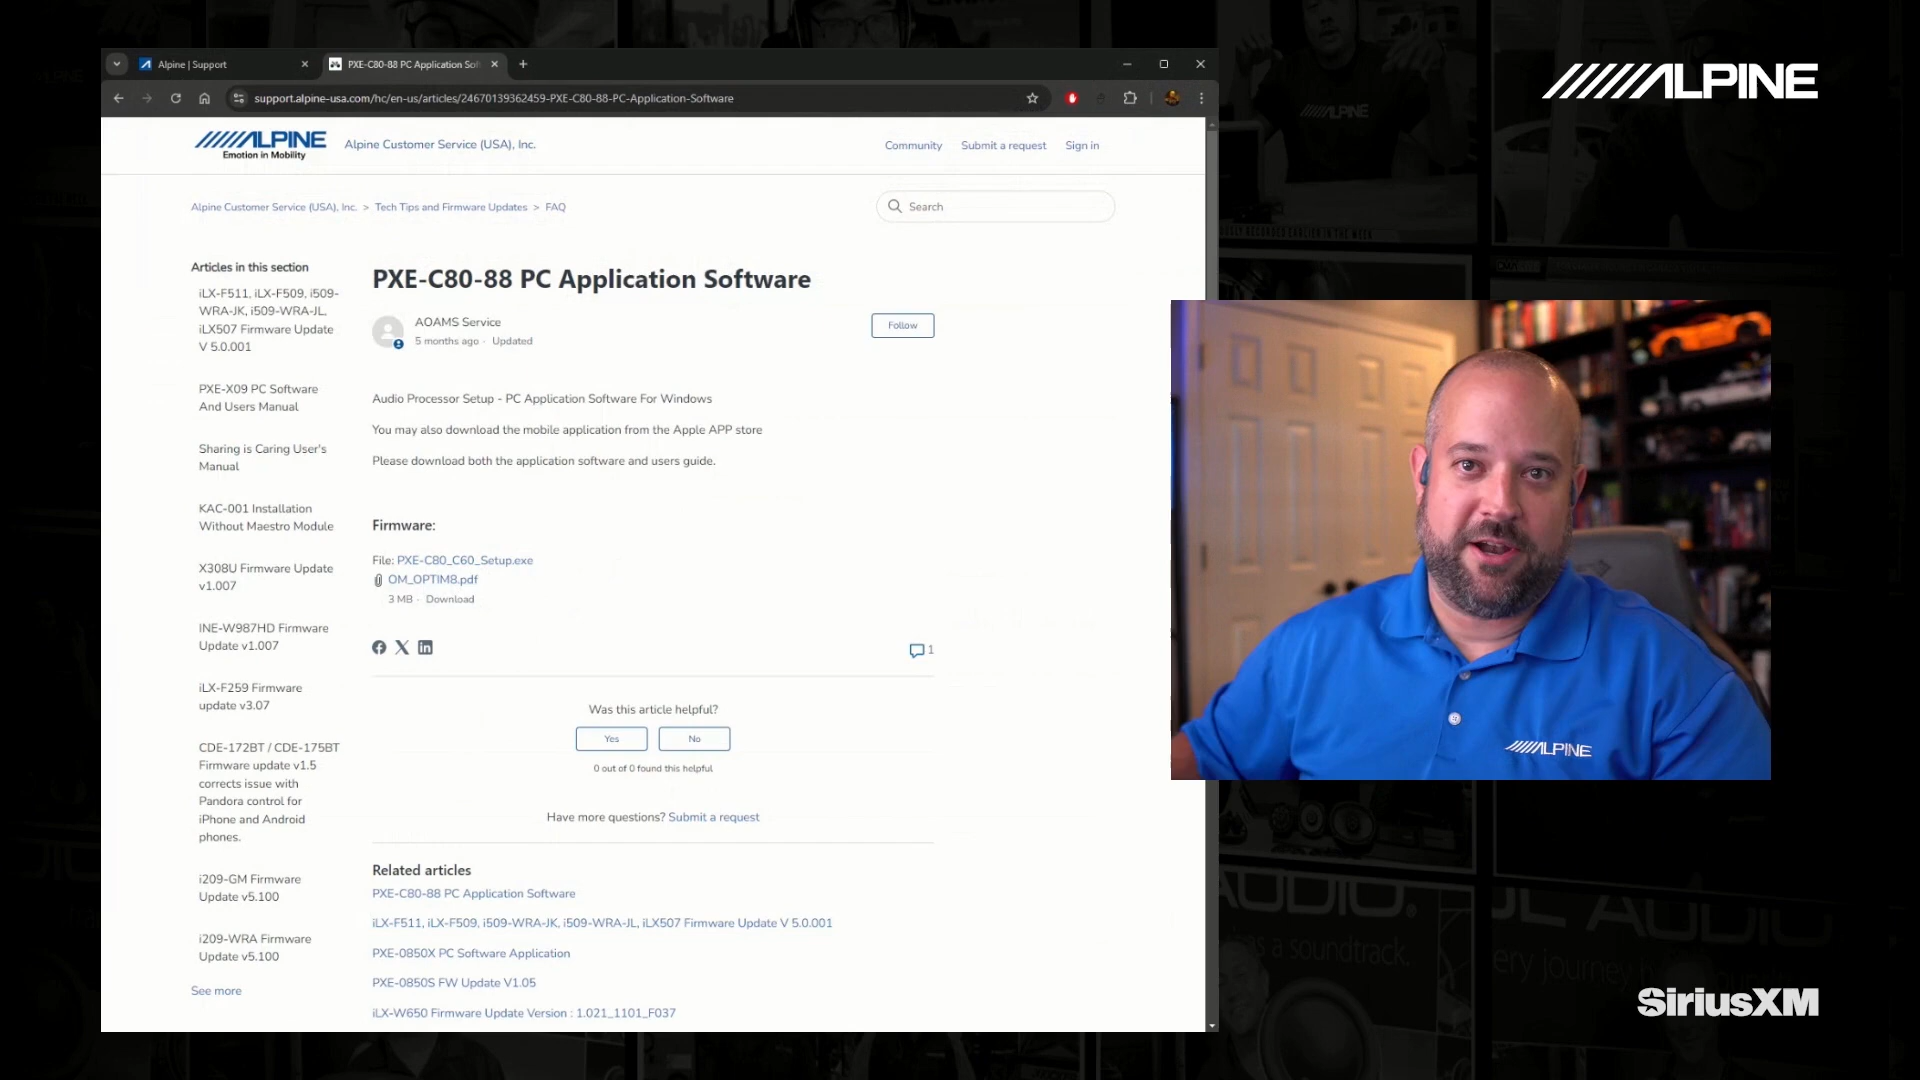 Alpine | Support
PXE-C80-88 PC Application Sof
support.alpine-usa.com/hc/en-us/articles/24670139362459-PXE-C80-88-PC-Application-Software
ALPINE
ALPINE
Emotion in Mobility
Alpine Customer Service (USA), Inc.
Community
Submit a request
Sign in
Alpine Customer Service (USA), Inc. > Tech Tips and Firmware Updates > FAQ
Search
Articles in this section
iLX-F511, iLX-F509, i509-
WRA-JK, i509-WRA-JL,
iLX507 Firmware Update
V 5.0.001
PXE-X09 PC Software
And Users Manual
Sharing is Caring User's
Manual
KAC-001 Installation
Without Maestro Module
X308U Firmware Update
v1.007
INE-W987HD Firmware
Update v1.007
iLX-F259 Firmware
update v3.07
CDE-172BT / CDE-175BT
Firmware update v1.5
corrects issue with
Pandora control for
iPhone and Android
phones.
i209-GM Firmware
Update v5.100
i209-WRA Firmware
Update v5.100
See more
PXE-C80-88 PC Application Software
AOAMS Service
5 months ago · Updated
Follow
Audio Processor Setup - PC Application Software For Windows
You may also download the mobile application from the Apple APP store
Please download both the application software and users guide.
Firmware:
File: PXE-C80_C60_Setup.exe
OM_OPTIM8.pdf
3 MB · Download
1
Was this article helpful?
Yes
No
0 out of 0 found this helpful
Have more questions? Submit a request
Related articles
PXE-C80-88 PC Application Software
iLX-F511, iLX-F509, i509-WRA-JK, i509-WRA-JL, iLX507 Firmware Update V 5.0.001
PXE-0850X PC Software Application
PXE-0850S FW Update V1.05
iLX-W650 Firmware Update Version : 1.021_1101_F037
ALPINE
ALPINE
AUDIO
AUDIO
s a soundtrack.
ery journey
SiriusXM